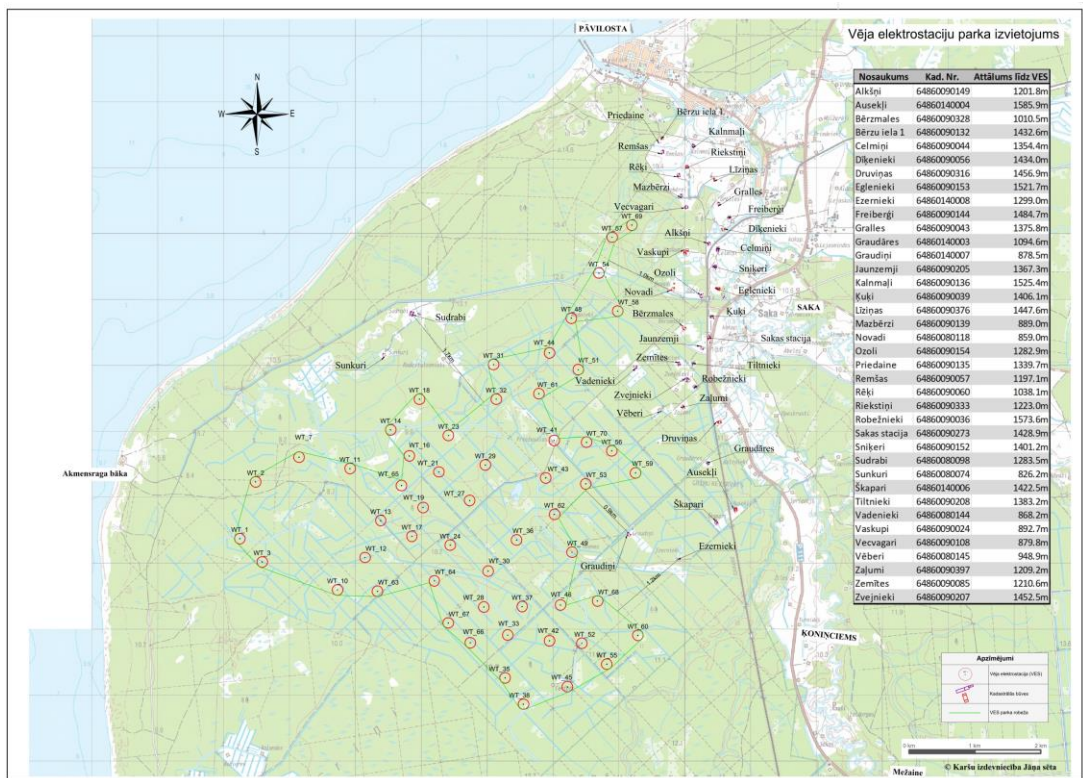 PĀVILOSTA
Vēja elektrostaciju parka izvietojums
Nosaukums Kad. Nr. Attālums līdz VES
Alkšņi 64860090149 1201.8m
Ausekļi 64860140004 1585.9m
Bērzmales 64860090328 1010.5m
Bērzu iela 1 64860090132 1432.6m
Celmiņi 64860090044 1354.4m
Dīķenieki 64860090056 1434.0m
Druviņas 64860090316 1456.9m
Eglenieki 64860090153 1521.7m
Ezernieki 64860140008 1299.0m
Freiberģi 64860090144 1484.7m
Gralles 64860090043 1375.8m
Graudāres 64860140003 1094.6m
Graudiņi 64860140007 878.5m
Jaunzemji 64860090205 1367.3m
Kalnmaļi 64860090136 1525.4m
Ķuķi 64860090039 1406.1m
Līziņas 64860090376 1447.6m
Mazbērzi 64860090139 889.0m
Novadi 64860080118 859.0m
Ozoli 64860090154 1282.9m
Priedaine 64860090135 1339.7m
Remšas 64860090057 1197.1m
Rēķi 64860090060 1038.1m
Riekstiņi 64860090333 1223.0m
Robežnieki 64860090036 1573.6m
Sakas stacija 64860090273 1428.9m
Sniķeri 64860090152 1401.2m
Sudrabi 64860080098 1283.5m
Sunkuri 64860080074 826.2m
Škapari 64860140006 1422.5m
Tiltnieki 64860090208 1383.2m
Vadenieki 64860080144 868.2m
Vaskupi 64860090024 892.7m
Vecvagari 64860090108 879.8m
Vēberi 64860080145 948.9m
Zaļumi 64860090397 1209.2m
Zemītes 64860090085 1210.6m
Zvejnieki 64860090207 1452.5m
N
W E
S
Bērzu iela 1
Priedaine
Kalnmaļi
Remšas
Riekstiņi
Rēķi
Līziņas
Mazbērzi
Gralles
Vecvagari
Freiberģi
WT_69
WT_57
Dīķenieki
Alkšņi
Celmiņi
Vaskupi
Sniķeri
WT_54
1.0km
Ozoli
Novadi
Eglenieki
WT_58
SAKA
Saka
Bērzmales
Ķuķi
WT_48
Sudrabi
Jaunzemji
Sakas stacija
WT_44
Sunkuri
1.2km
WT_31
Zemītes
Tiltnieki
WT_51
Vadenieki
Robežnieki
WT_18
WT_32
WT_61
Zvejnieki
Zaļumi
Vēberi
WT_14
WT_23
WT_41
WT_70
Druviņas
WT_56
Graudāres
WT_7
WT_16
WT_11
WT_21
WT_29
WT_59
Akmensraga bāka
WT_2
WT_65
WT_43
WT_53
Ausekļi
WT_19
WT_27
Škapari
WT_13
WT_62
WT_1
WT_17
WT_24
WT_36
0.9km
WT_49
Ezernieki
WT_3
WT_12
WT_30
Graudiņi
WT_10
WT_63
WT_64
1.2km
WT_28
WT_37
WT_46
WT_68
WT_67
WT_33
WT_60
ĶONIŅCIEMS
WT_66
WT_42
WT_52
WT_55
WT_35
WT_45
WT_38
Apzīmējumi
Vēja elektrostacija (VES)
Kadastrālās būves
VES parka robeža
0 km 1 km 2 km
© Karšu izdevniecība Jāņa sēta
Mežaine